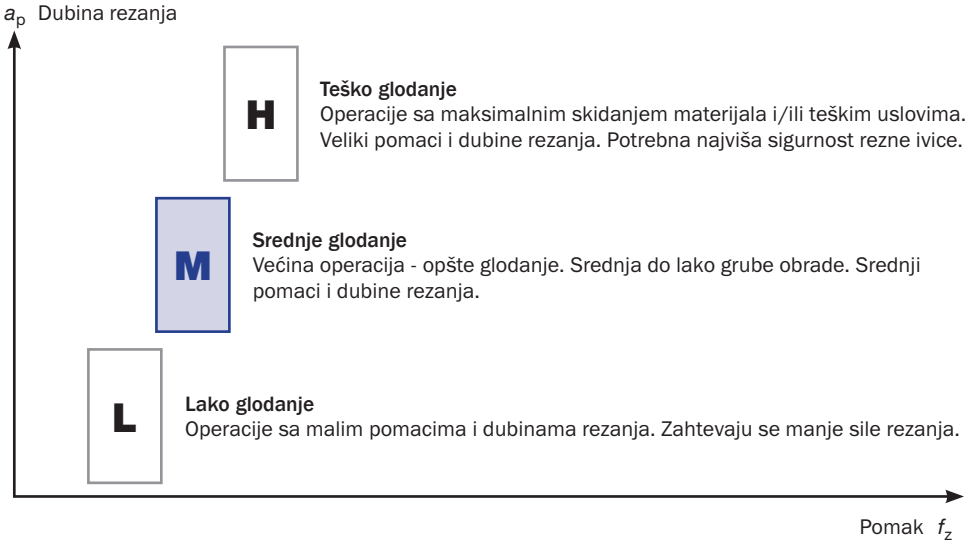 ap Dubina rezanja
H
Teško glodanje
Operacije sa maksimalnim skidanjem materijala i/ili teškim uslovima.
Veliki pomaci i dubine rezanja. Potrebna najviša sigurnost rezne ivice.
M
Srednje glodanje
Većina operacija - opšte glodanje. Srednja do lako grube obrade. Srednji
pomaci i dubine rezanja.
L
Lako glodanje
Operacije sa malim pomacima i dubinama rezanja. Zahtevaju se manje sile rezanja.
Pomak fz